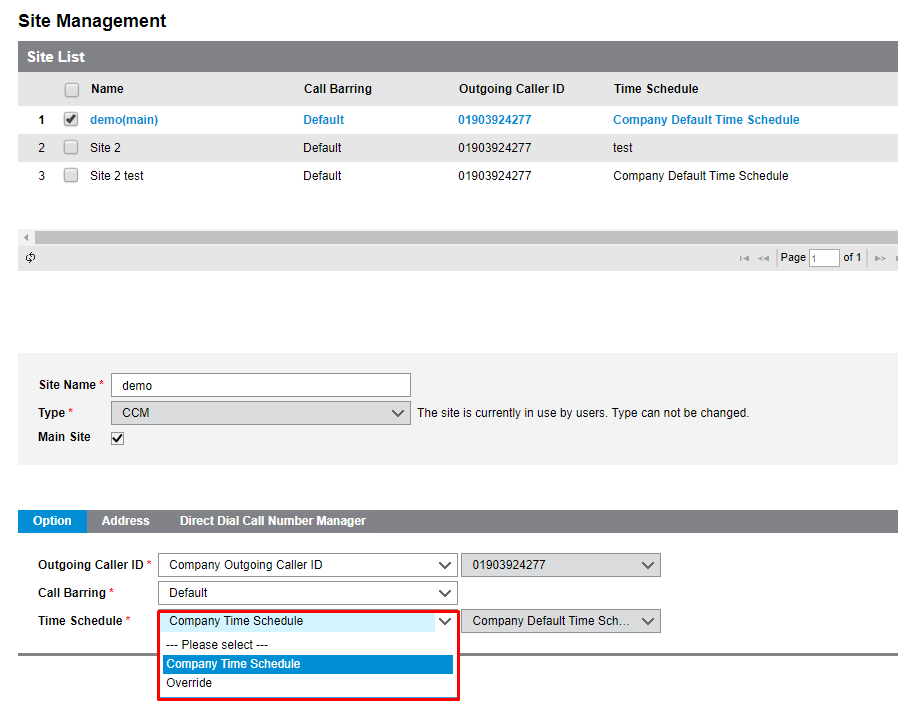 Site Management
Site List
Name Call Barring Outgoing Caller ID Time Schedule
1 demo(main) Default 01903924277 Company Default Time Schedule
2 Site 2 Default 01903924277 test
3 Site 2 test Default 01903924277 Company Default Time Schedule
Page 1 of 1
Site Name * demo
Type * CCM The site is currently in use by users. Type can not be changed.
Main Site
Option Address Direct Dial Call Number Manager
Outgoing Caller ID * Company Outgoing Caller ID 01903924277
Call Barring * Default
Time Schedule * Company Time Schedule Company Default Time Sch...
--- Please select ---
Company Time Schedule
Override